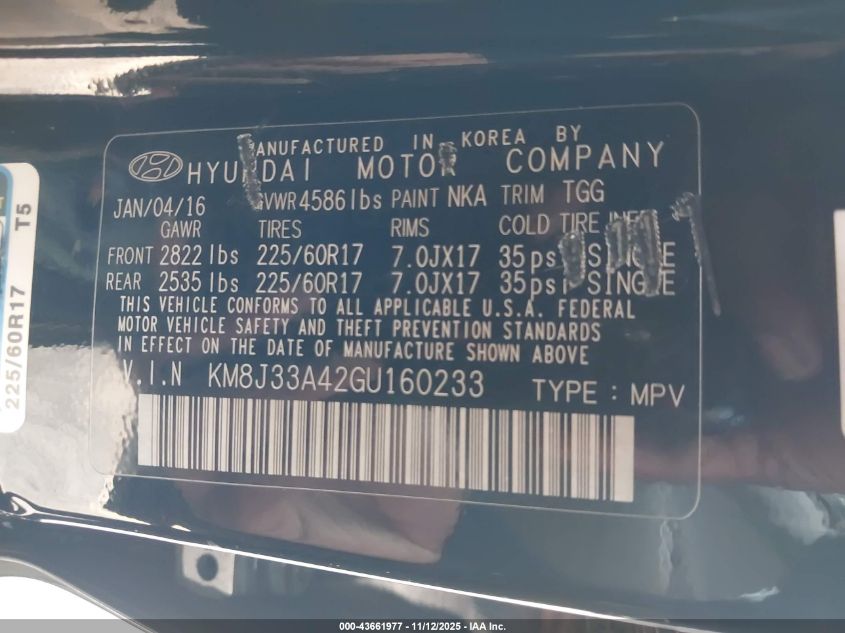 MANUFACTURED IN KOREA BY
HYUNDAI MOTOR COMPANY
JAN/04/16 GVWR 4586 lbs PAINT NKA TRIM TGG
GAWR TIRES RIMS COLD TIRE
FRONT 2822 lbs 225/60R17 7.0JX17 35 psi SINGLE
REAR 2535 lbs 225/60R17 7.0JX17 35 psi SINGLE
THIS VEHICLE CONFORMS TO ALL APPLICABLE U.S.A. FEDERAL
MOTOR VEHICLE SAFETY AND THEFT PREVENTION STANDARDS
IN EFFECT ON THE DATE OF MANUFACTURE SHOWN ABOVE
V.I.N KM8J33A42GU160233 TYPE : MPV
225/60R17 T5
000-43661977 - 11/12/2025 - IAA Inc.